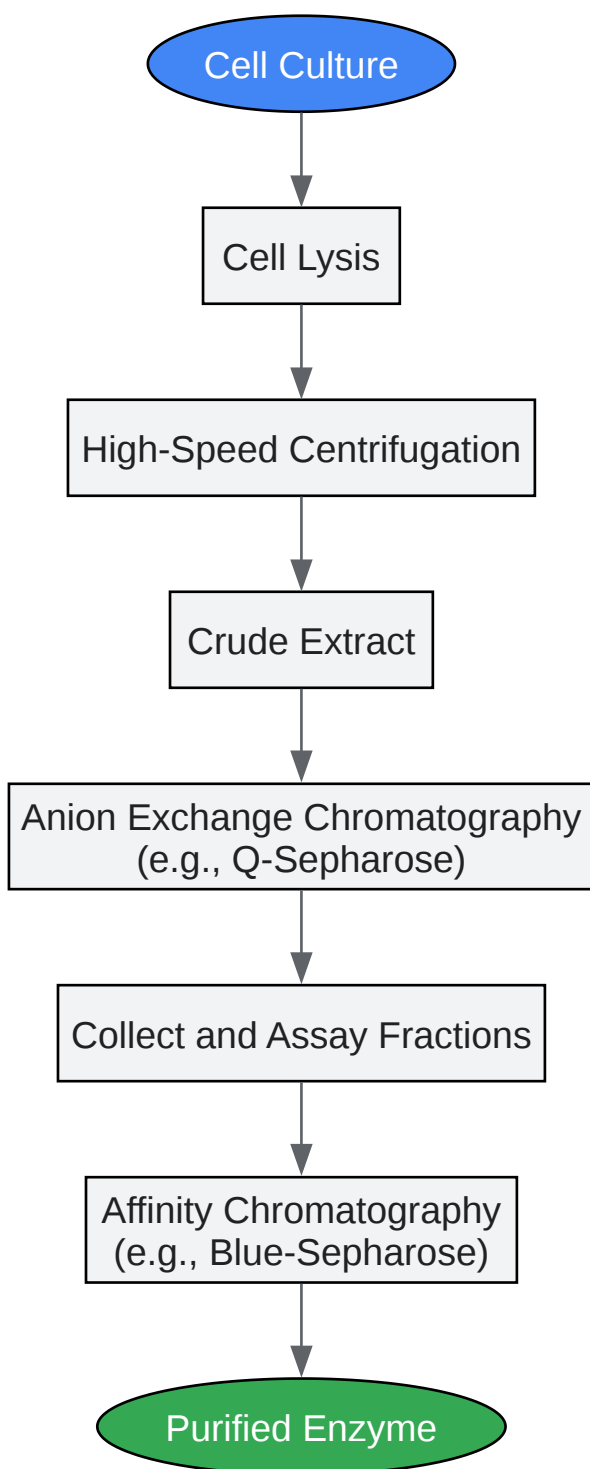 Cell Culture
Cell Lysis
High-Speed Centrifugation
Crude Extract
Anion Exchange Chromatography
(e.g., Q-Sepharose)
Collect and Assay Fractions
Affinity Chromatography
(e.g., Blue-Sepharose)
Purified Enzyme